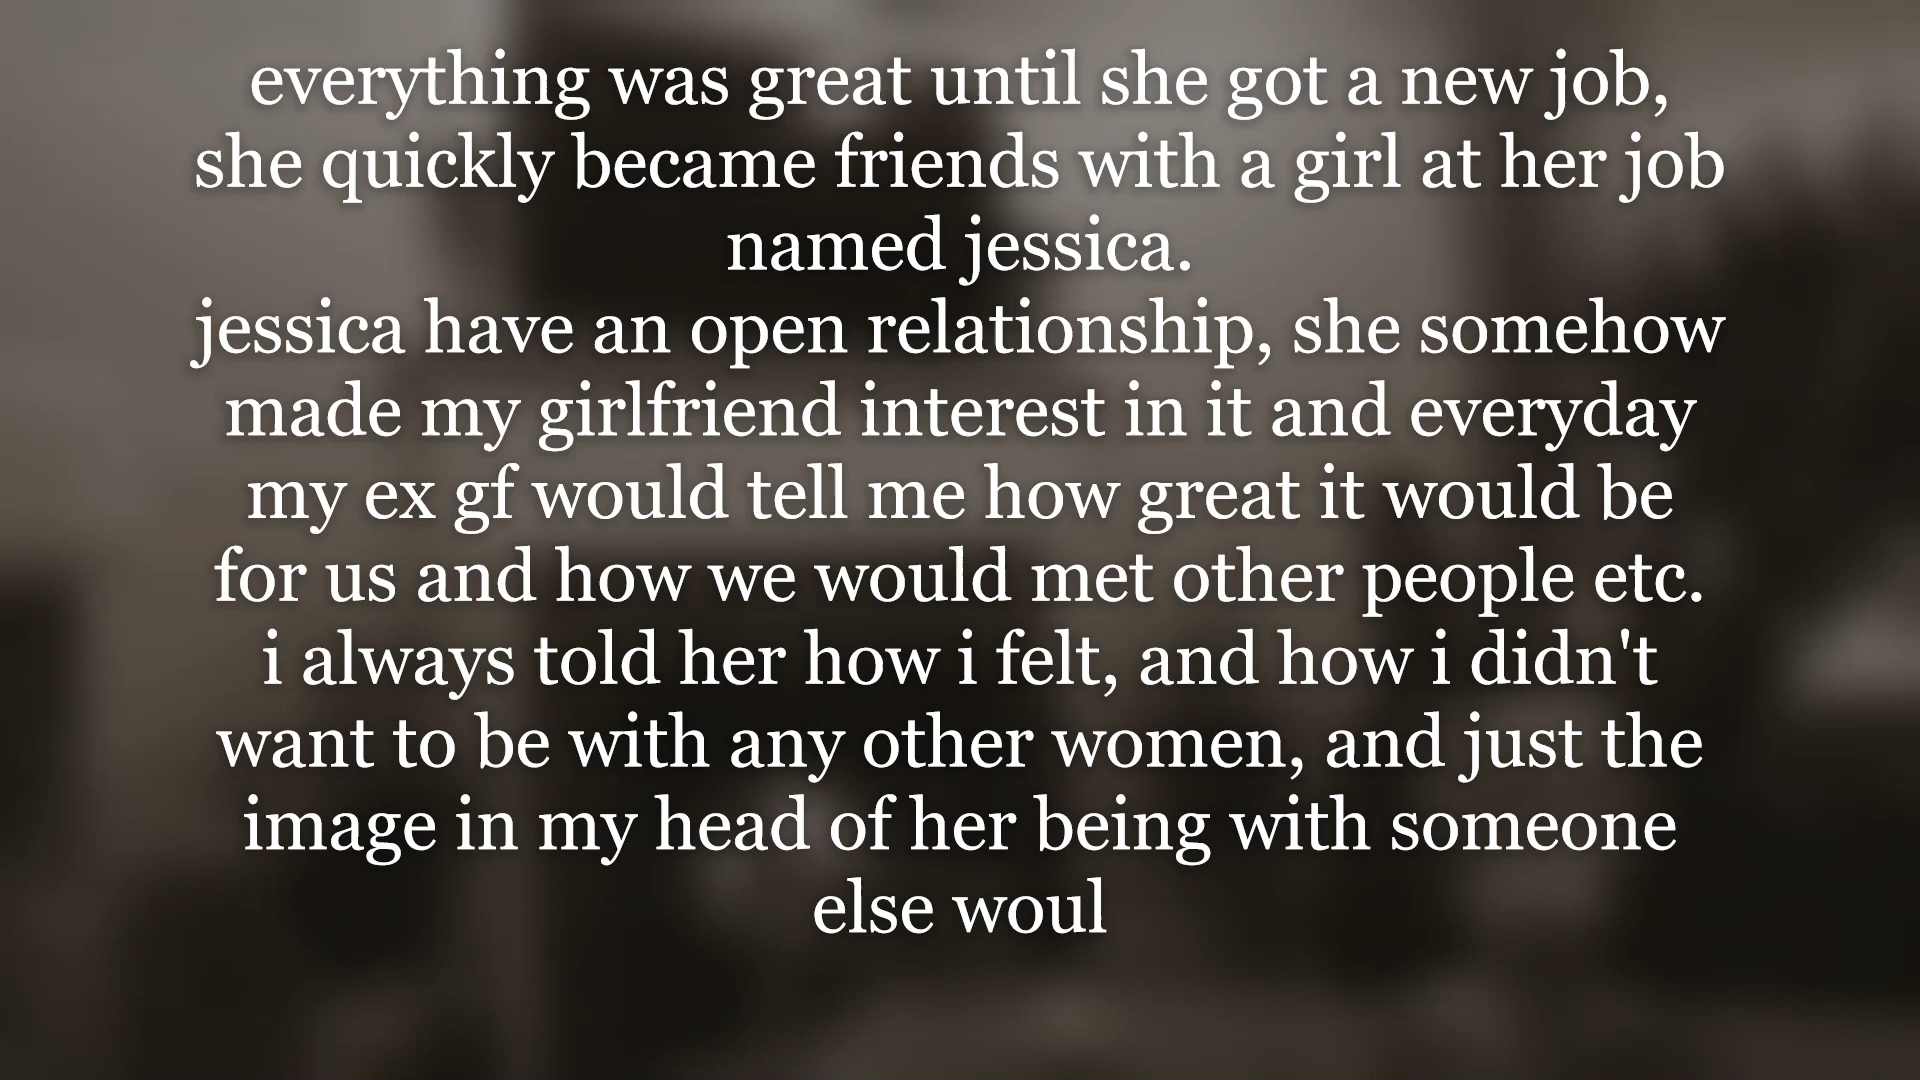 everything was great until she got a new job,
she quickly became friends with a girl at her job
named jessica.
jessica have an open relationship, she somehow
made my girlfriend interest in it and everyday
my ex gf would tell me how great it would be
for us and how we would met other people etc.
i always told her how i felt, and how i didn't
want to be with any other women, and just the
image in my head of her being with someone
else woul